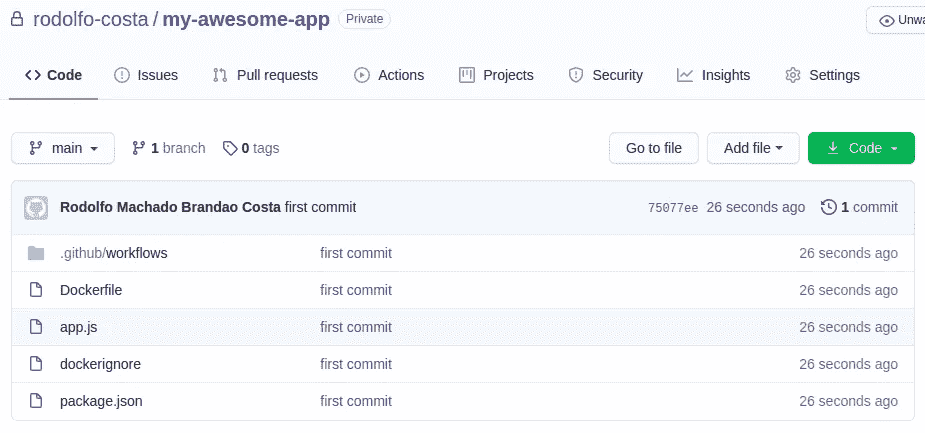 rodolfo-costa / my-awesome-app Private Unwa
Code Issues Pull requests Actions Projects Security Insights Settings
main 1 branch 0 tags Go to file Add file Code
Rodolfo Machado Brandao Costa first commit 75077ee 26 seconds ago 1 commit
.github/workflows first commit 26 seconds ago
Dockerfile first commit 26 seconds ago
app.js first commit 26 seconds ago
dockerignore first commit 26 seconds ago
package.json first commit 26 seconds ago